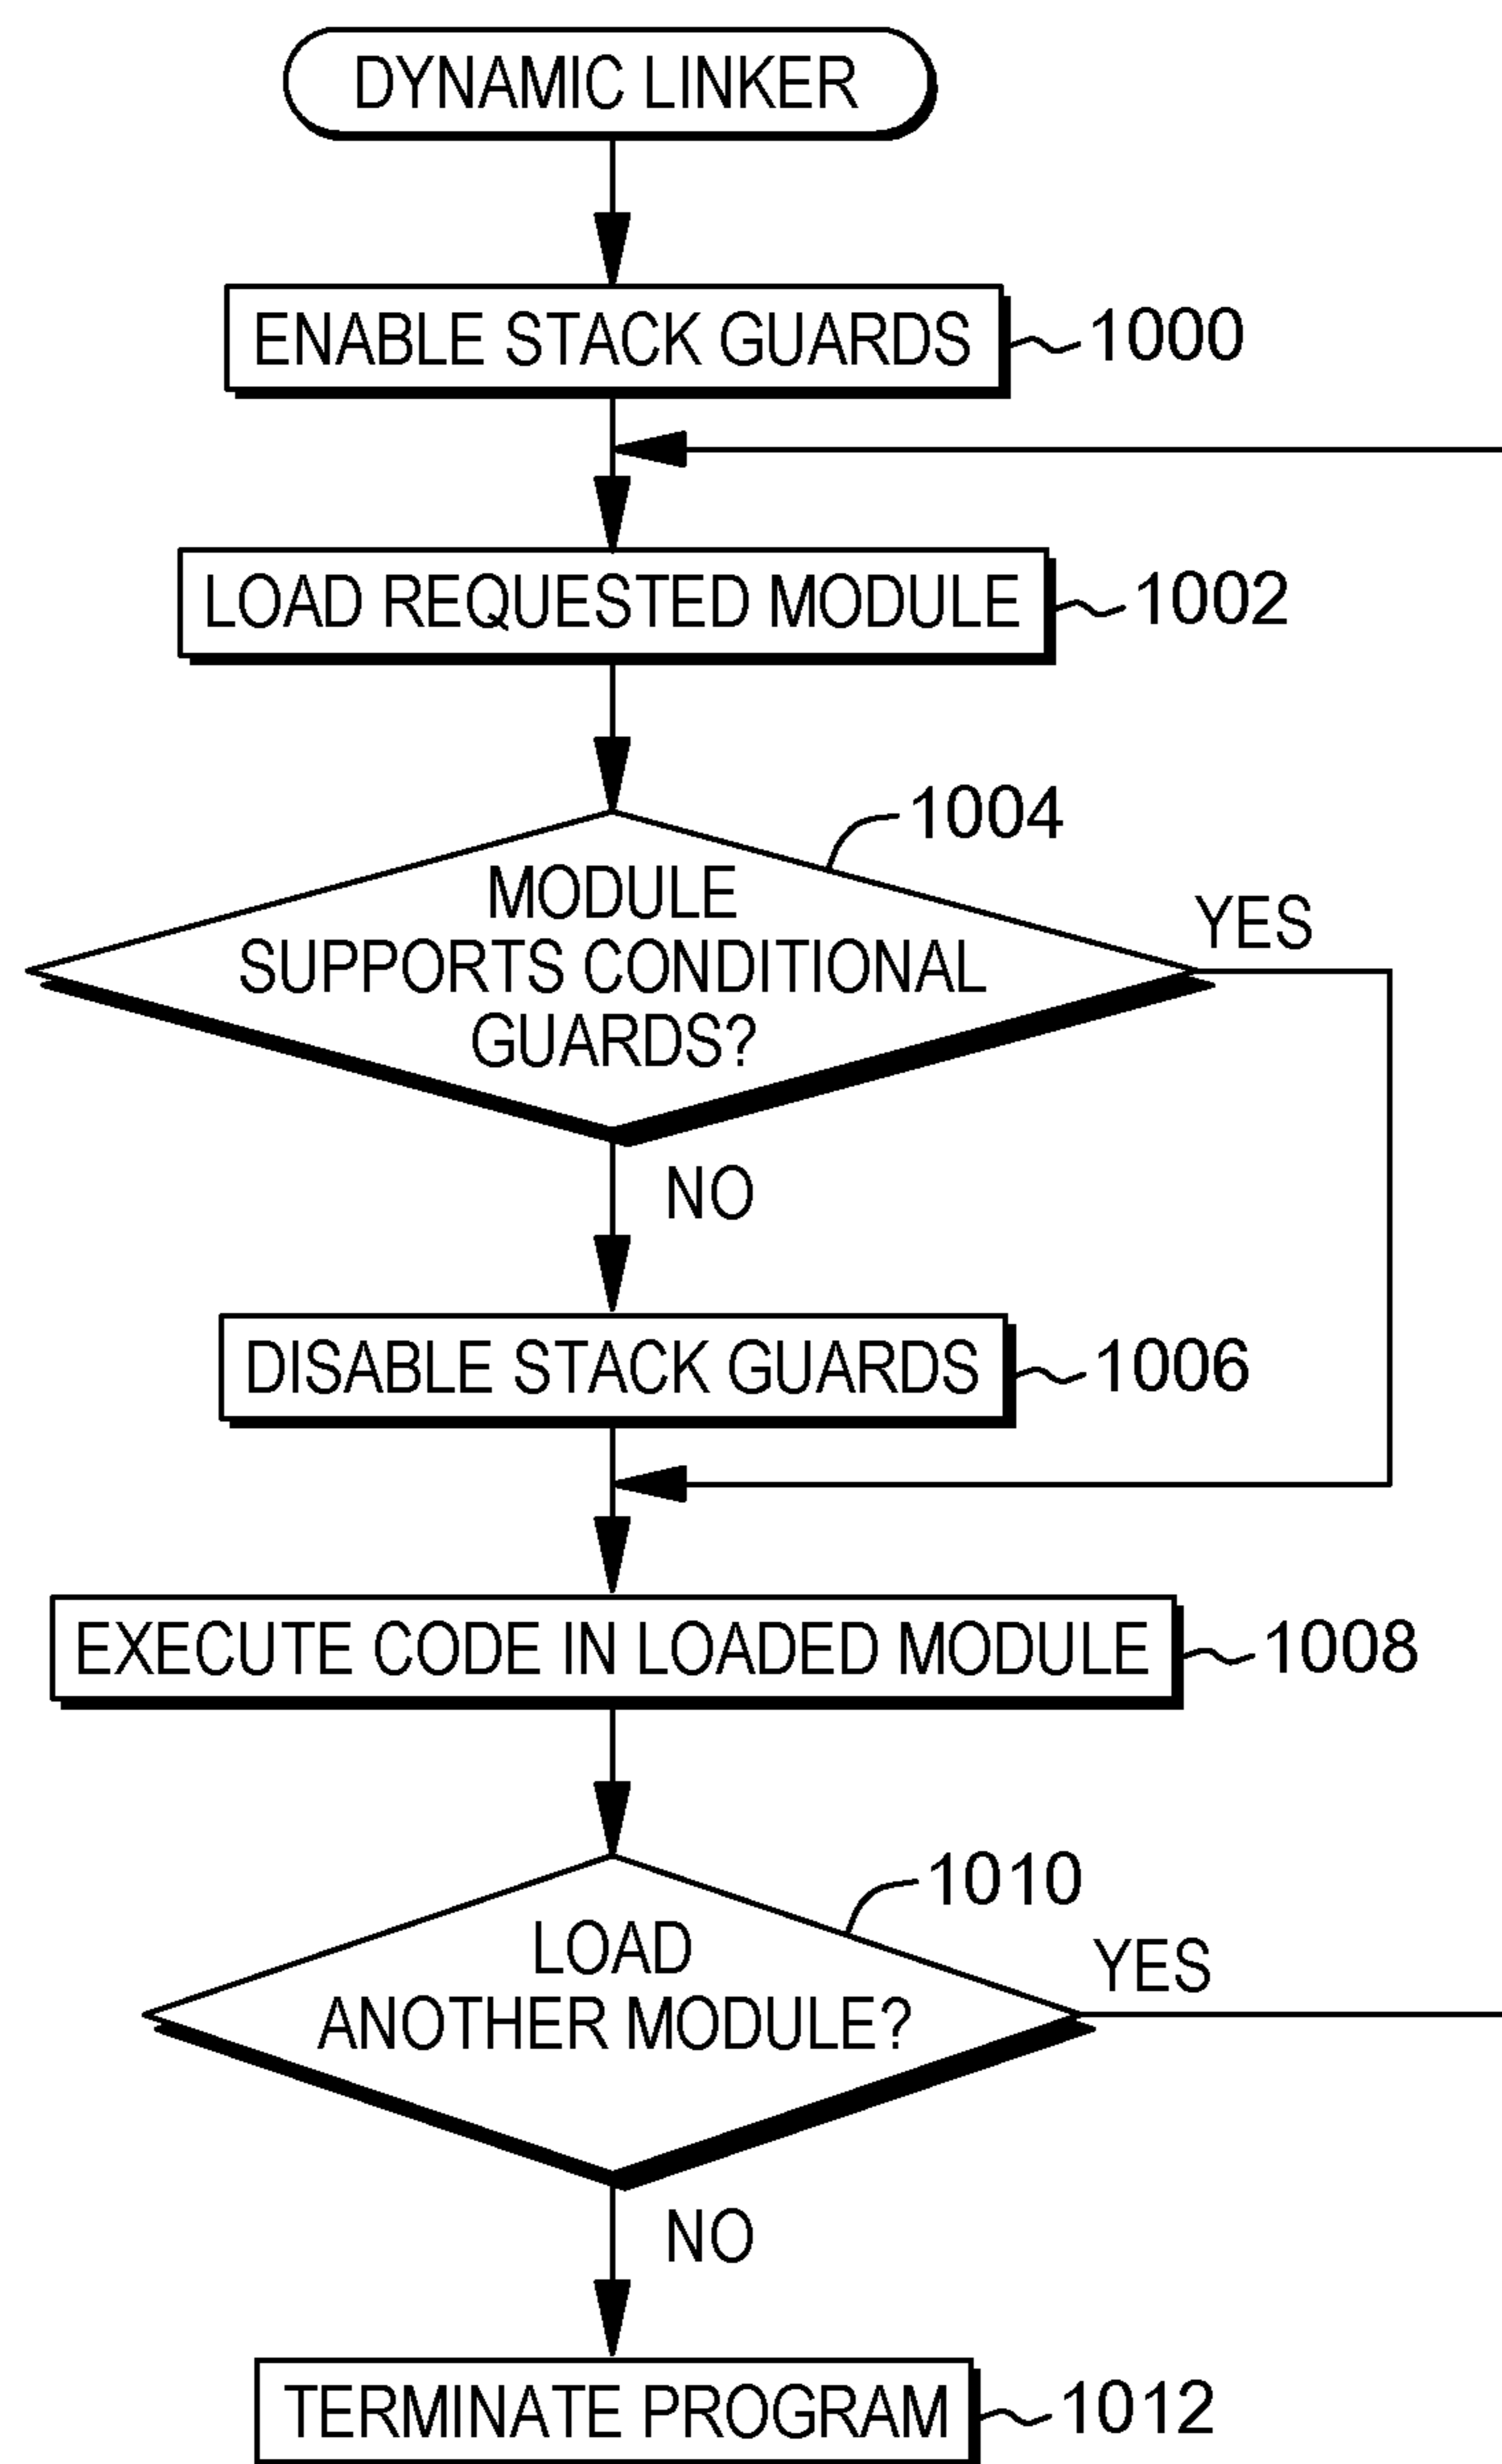 DYNAMIC LINKER
ENABLE STACK GUARDS
1000
LOAD REQUESTED MODULE
1002
1004
MODULE
SUPPORTS CONDITIONAL
GUARDS?
YES
NO
DISABLE STACK GUARDS
1006
EXECUTE CODE IN LOADED MODULE
1008
1010
LOAD
ANOTHER MODULE?
YES
NO
TERMINATE PROGRAM
1012